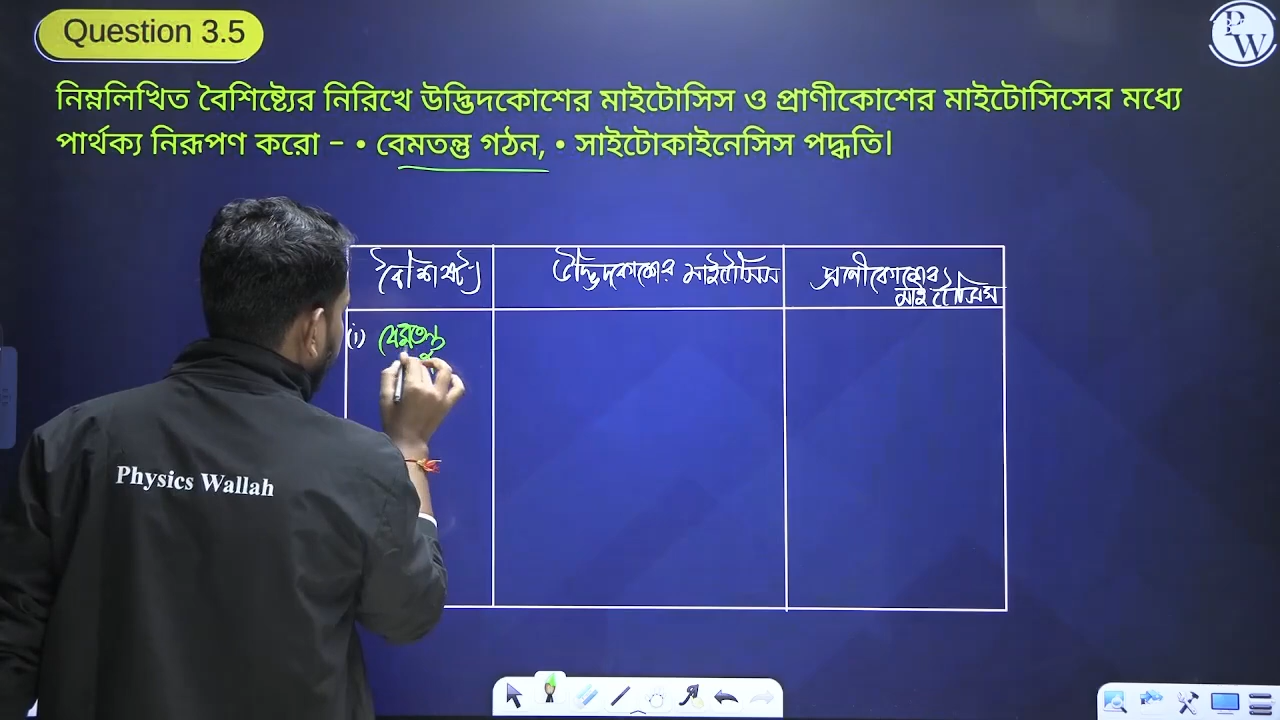 Question 3.5
PW
নিম্নলিখিত বৈশিষ্ট্যের নিরিখে উদ্ভিদকোশের মাইটোসিস ও প্রাণীকোশের মাইটোসিসের মধ্যে
পার্থক্য নিরূপণ করো – • বেমতন্তু গঠন, • সাইটোকাইনেসিস পদ্ধতি।
বৈশিষ্ট্য
উদ্ভিদকোশের মাইটোসিস
প্রাণীকোশের
মাইটোসিস
(i) বেমতন্তু
Physics Wallah